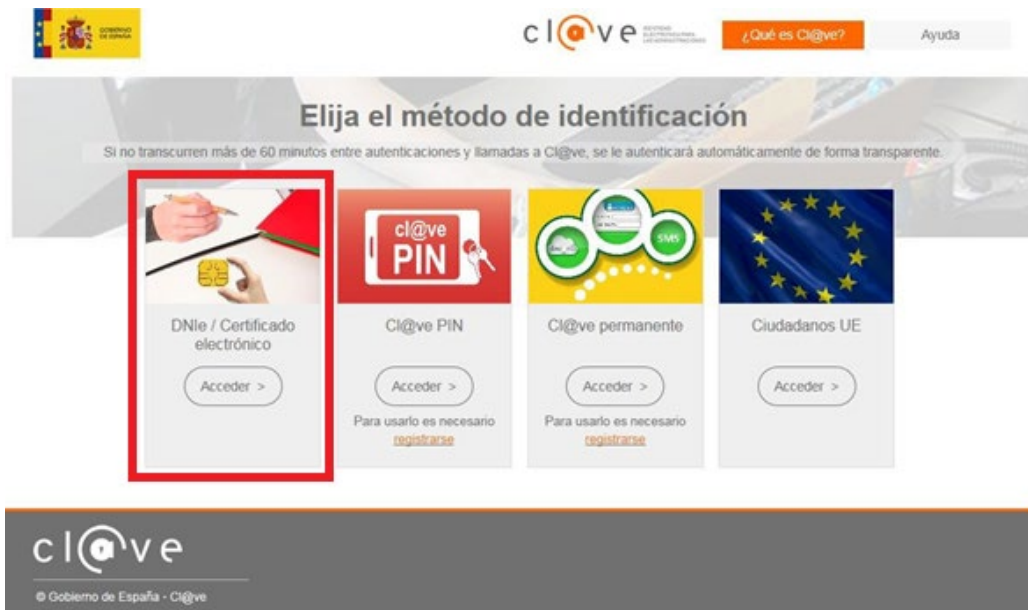 GOBIERNO
DE ESPAÑA
cl@ve
¿Qué es Cl@ve?
Ayuda
Elija el método de identificación
Si no transcurren más de 60 minutos entre autenticaciones y llamadas a Cl@ve, se le autenticará automáticamente de forma transparente.
cl@ve
PIN
SMS
DNIe / Certificado
electrónico
Cl@ve PIN
Cl@ve permanente
Ciudadanos UE
Acceder >
Acceder >
Acceder >
Acceder >
Para usarlo es necesario
registrarse
Para usarlo es necesario
registrarse
cl@ve
© Gobierno de España - Cl@ve